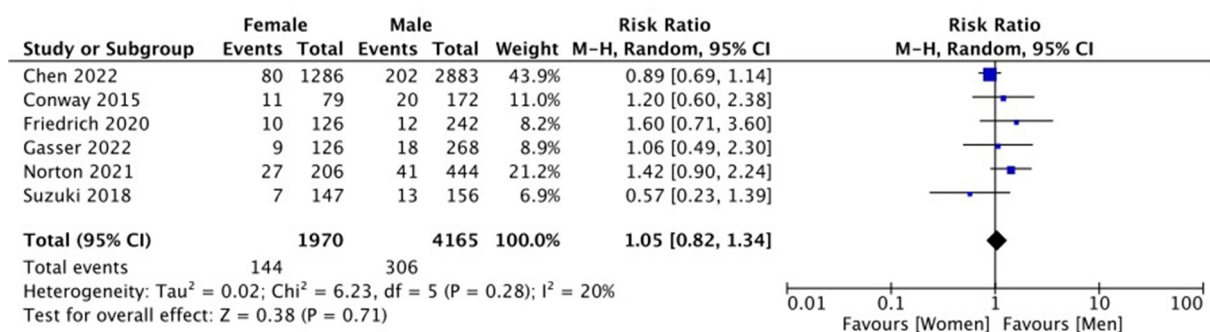 Female Male Risk Ratio Risk Ratio
Study or Subgroup Events Total Events Total Weight M-H, Random, 95% CI M-H, Random, 95% CI
Chen 2022 80 1286 202 2883 43.9% 0.89 [0.69, 1.14]
Conway 2015 11 79 20 172 11.0% 1.20 [0.60, 2.38]
Friedrich 2020 10 126 12 242 8.2% 1.60 [0.71, 3.60]
Gasser 2022 9 126 18 268 8.9% 1.06 [0.49, 2.30]
Norton 2021 27 206 41 444 21.2% 1.42 [0.90, 2.24]
Suzuki 2018 7 147 13 156 6.9% 0.57 [0.23, 1.39]
Total (95% CI) 1970 4165 100.0% 1.05 [0.82, 1.34]
Total events 144 306
Heterogeneity: Tau² = 0.02; Chi² = 6.23, df = 5 (P = 0.28); I² = 20%
Test for overall effect: Z = 0.38 (P = 0.71)
0.01 0.1 1 10 100
Favours [Women] Favours [Men]